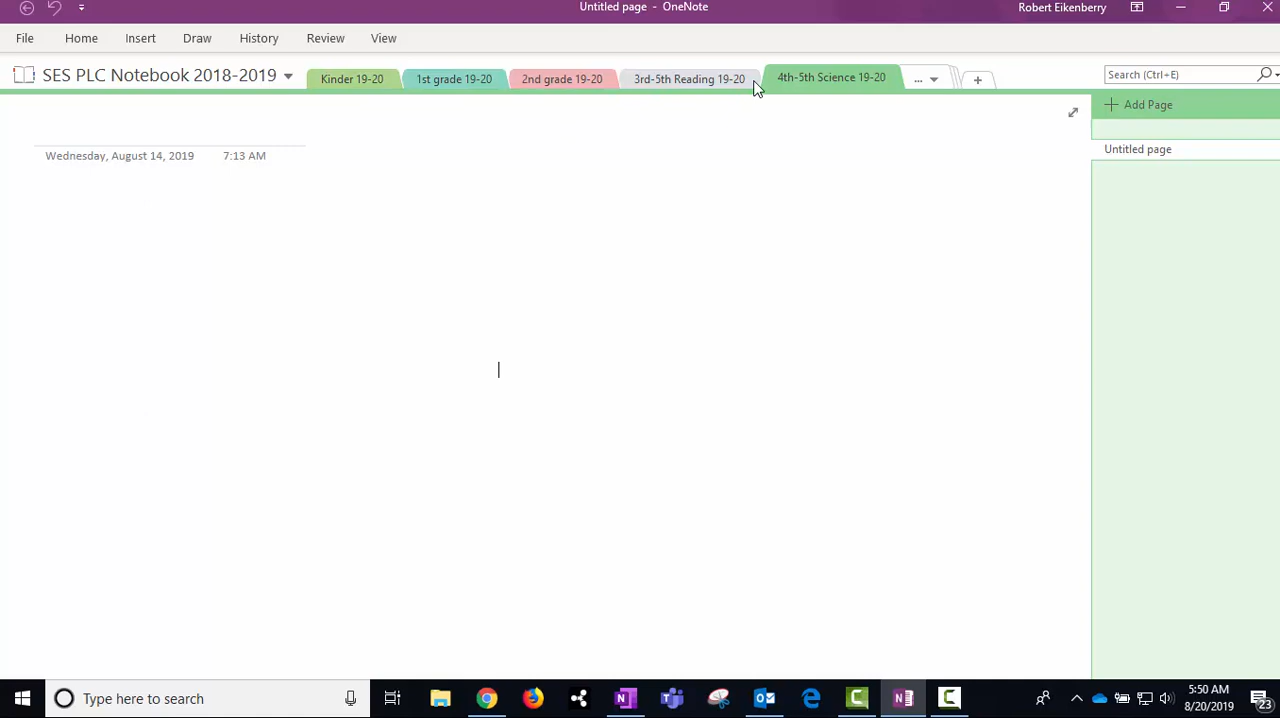 Untitled page - OneNote
Robert Eikenberry
File Home Insert Draw History Review View
SES PLC Notebook 2018-2019
Kinder 19-20
1st grade 19-20
2nd grade 19-20
3rd-5th Reading 19-20
4th-5th Science 19-20
...
Search (Ctrl+E)
Add Page
Untitled page
Wednesday, August 14, 2019 7:13 AM
Type here to search
5:50 AM
8/20/2019
23